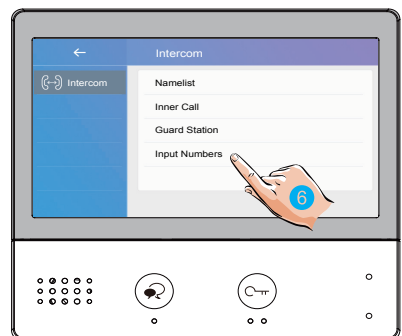 Intercom
Intercom
Namelist
Inner Call
Guard Station
Input Numbers
6